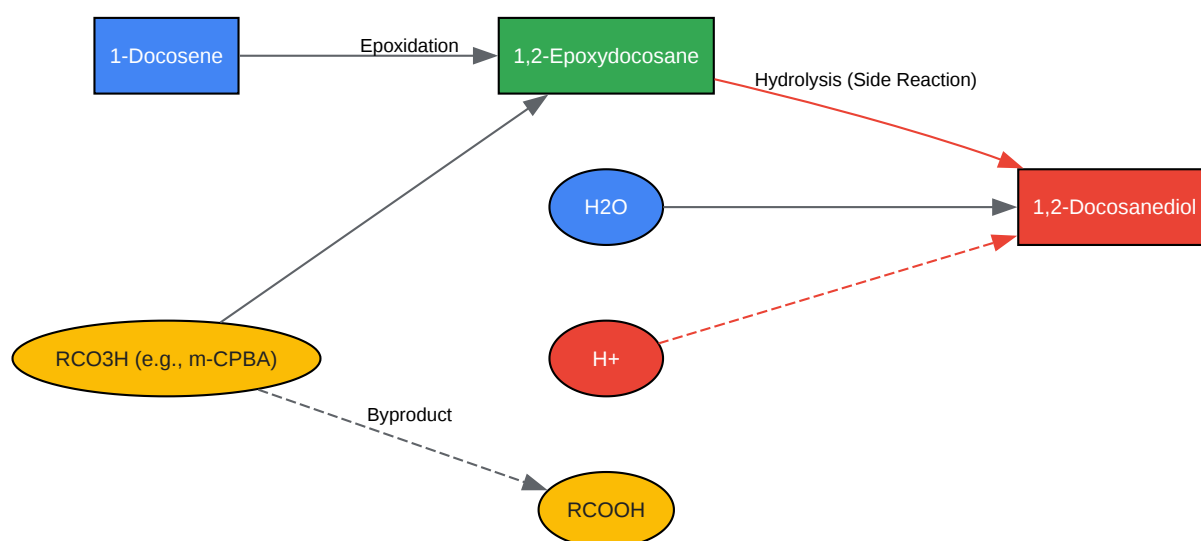 1-Docosene
Epoxidation
1,2-Epoxydocosane
Hydrolysis (Side Reaction)
H2O
1,2-Docosanediol
RCO3H (e.g., m-CPBA)
H+
Byproduct
RCOOH